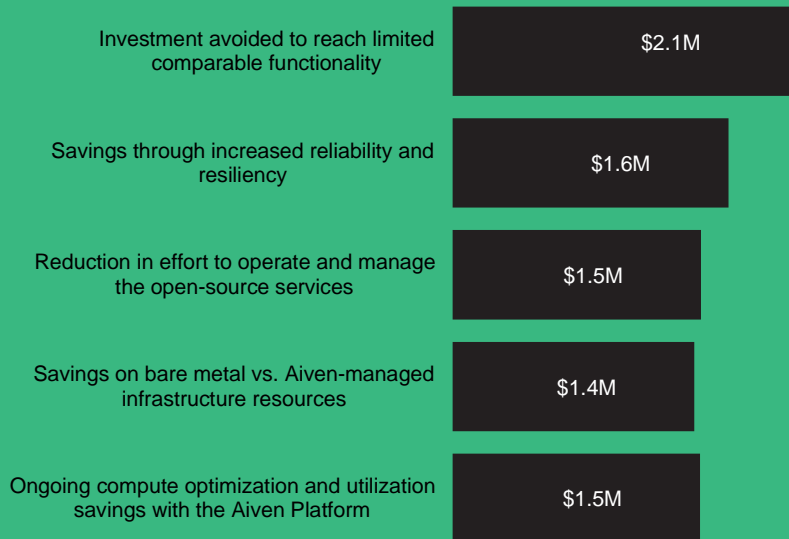 Investment avoided to reach limited
comparable functionality
$2.1M
Savings through increased reliability and
resiliency
$1.6M
Reduction in effort to operate and manage
the open-source services
$1.5M
Savings on bare metal vs. Aiven-managed
infrastructure resources
$1.4M
Ongoing compute optimization and utilization
savings with the Aiven Platform
$1.5M